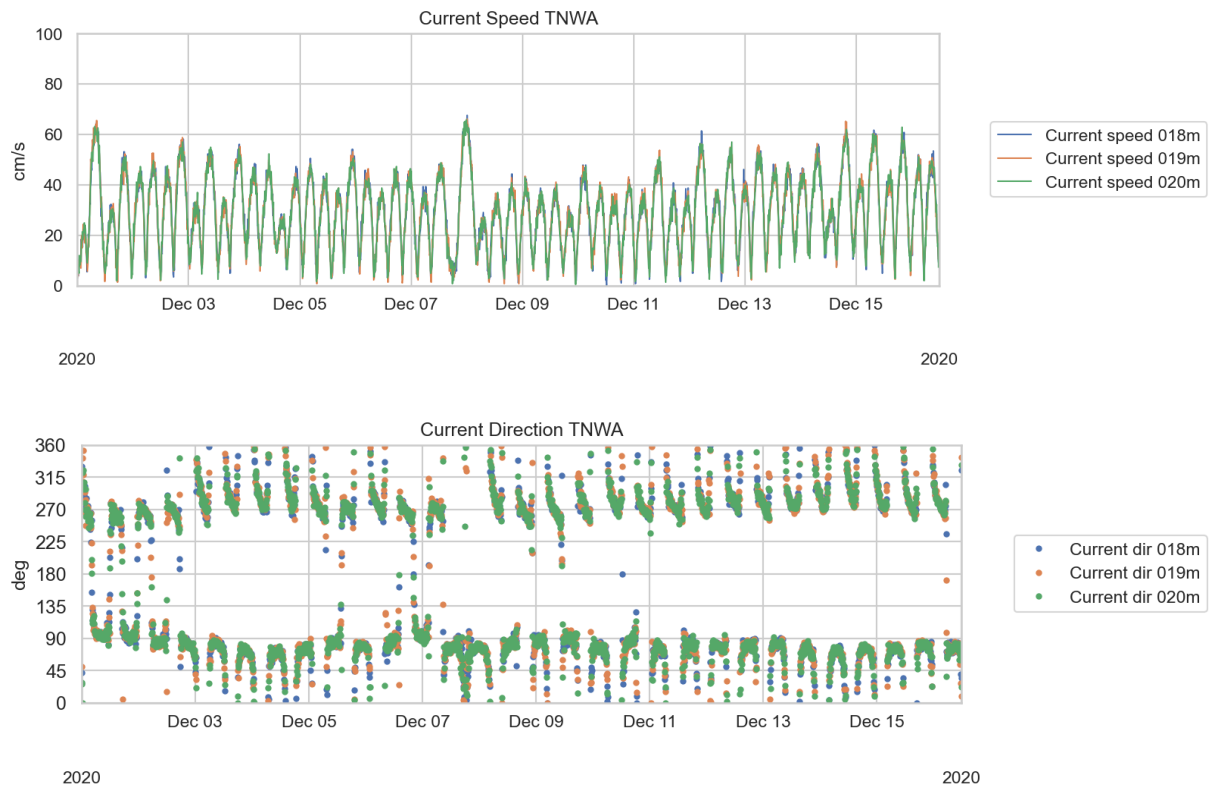 Current Speed TNWA
100
80
60
40
20
0
cm/s
Current speed 018m
Current speed 019m
Current speed 020m
Dec 03 Dec 05 Dec 07 Dec 09 Dec 11 Dec 13 Dec 15
2020 2020
Current Direction TNWA
360
315
270
225
180
135
90
45
0
deg
Current dir 018m
Current dir 019m
Current dir 020m
Dec 03 Dec 05 Dec 07 Dec 09 Dec 11 Dec 13 Dec 15
2020 2020